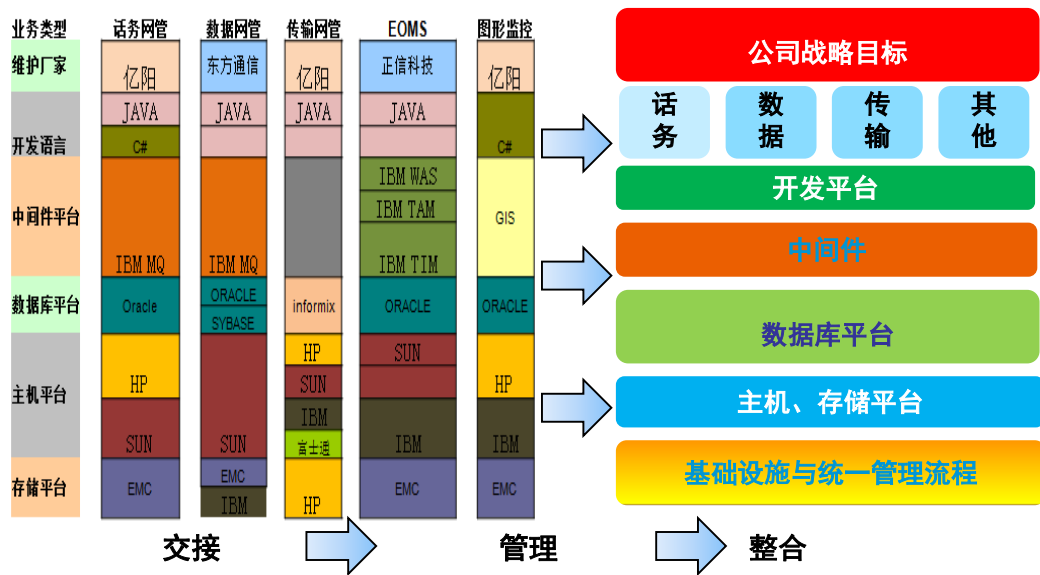 业务类型 话务网管 数据网管 传输网管 EOMS 图形监控
维护厂家 亿阳 东方通信 亿阳 正信科技 亿阳
JAVA JAVA JAVA JAVA
开发语言 C# C#
IBM WAS
中间件平台 IBM TAM GIS
IBM MQ IBM MQ IBM TIM
数据库平台 Oracle ORACLE informix ORACLE ORACLE
SYBASE
HP SUN
主机平台 HP SUN HP
IBM
SUN SUN 富士通 IBM IBM
存储平台 EMC EMC EMC EMC
IBM HP
公司战略目标
话务 数据 传输 其他
开发平台
中间件
数据库平台
主机、存储平台
基础设施与统一管理流程
交接 管理 整合